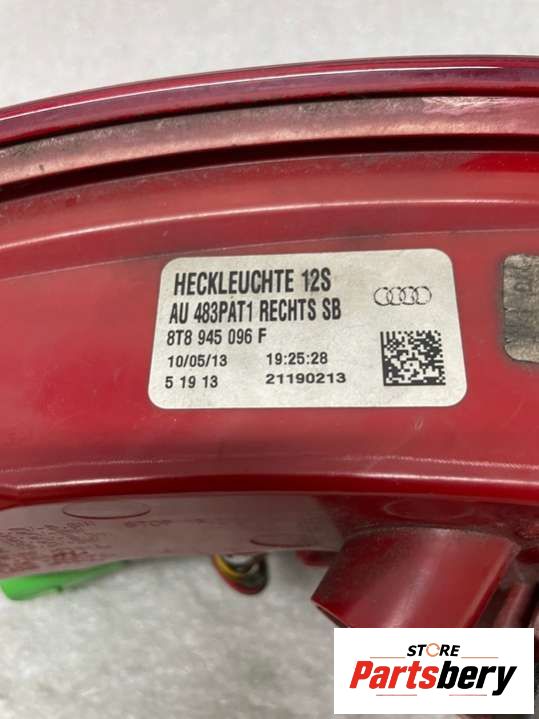 HECKLEUCHTE 12S
AU 483PAT1 RECHTS SB
8T8 945 096 F
10/05/13 19:25:28
5 19 13 21190213
STORE
Partsbery